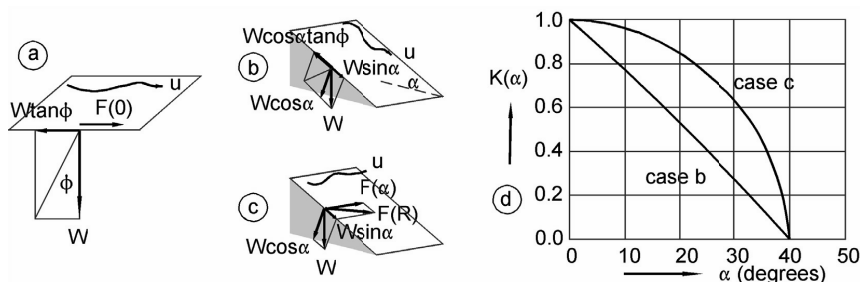 a
u
Wtanϕ
F(0)
ϕ
W
b
Wcosαtanϕ
u
Wsinα
α
Wcosα
W
c
u
F(α)
F(R)
Wsinα
Wcosα
W
d
K(α)
1.0
0.8
0.6
0.4
0.2
0.0
case c
case b
0 10 20 30 40 50
α (degrees)